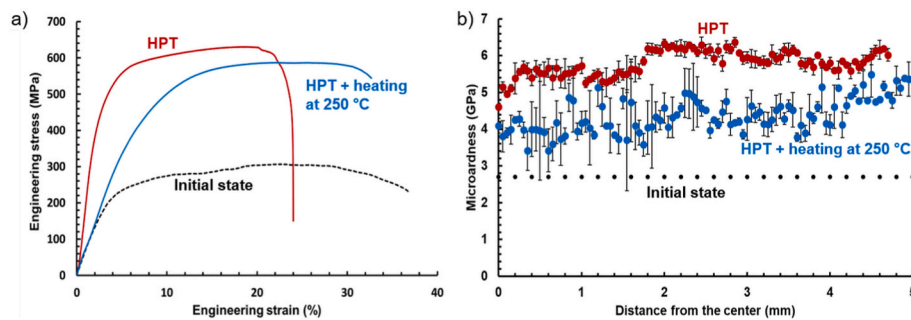 a)
700
600
500
400
300
200
100
0
Engineering stress (MPa)
HPT
HPT + heating
at 250 °C
Initial state
0
10
20
30
40
Engineering strain (%)
b)
7
6
5
4
3
2
1
0
Microardness (GPa)
HPT
HPT + heating at 250 °C
Initial state
0
1
2
3
4
5
Distance from the center (mm)